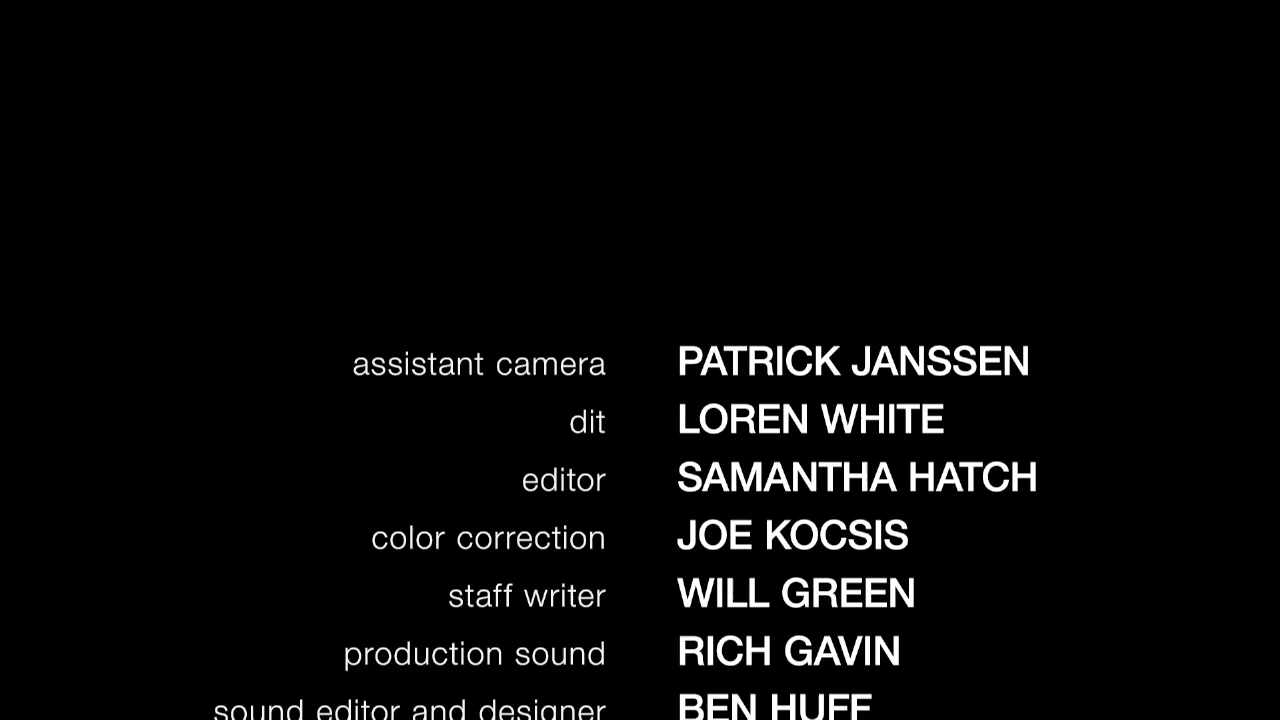 assistant camera PATRICK JANSSEN
dit LOREN WHITE
editor SAMANTHA HATCH
color correction JOE KOCSIS
staff writer WILL GREEN
production sound RICH GAVIN
sound editor and designer BEN HUFF